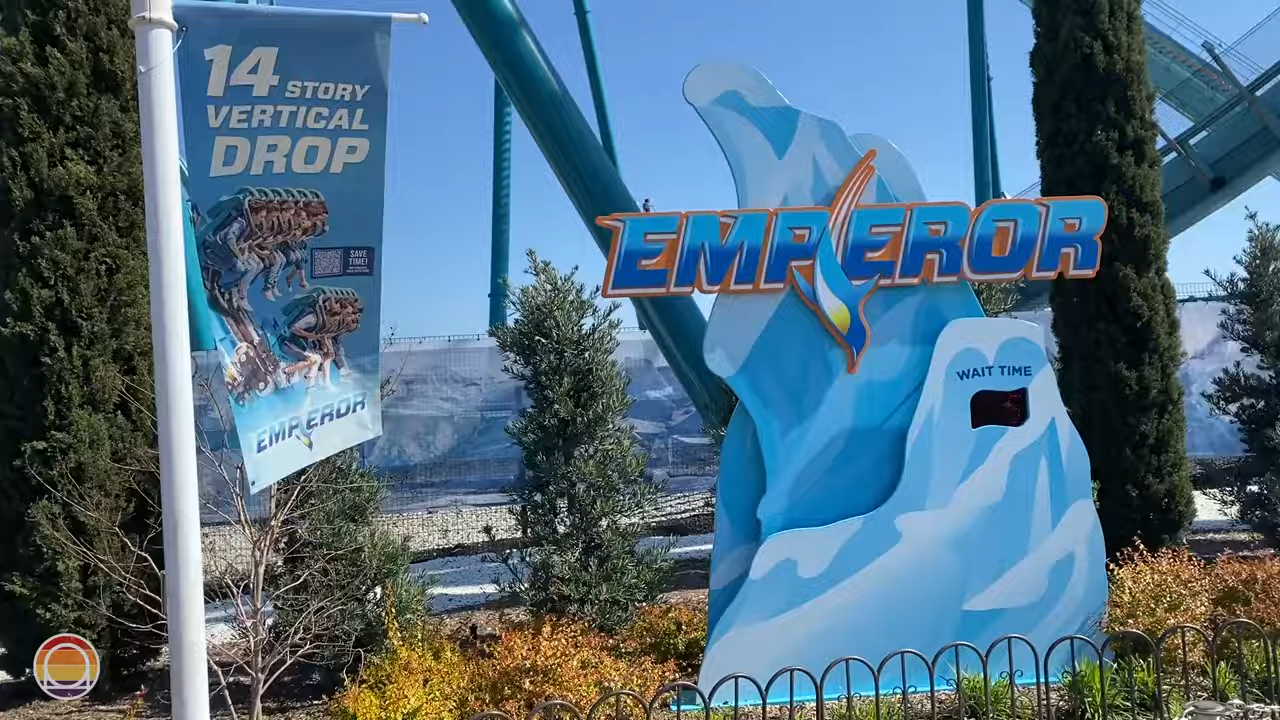 14 STORY
VERTICAL
DROP
SAVE
TIME!
EMPEROR
EMPEROR
WAIT TIME